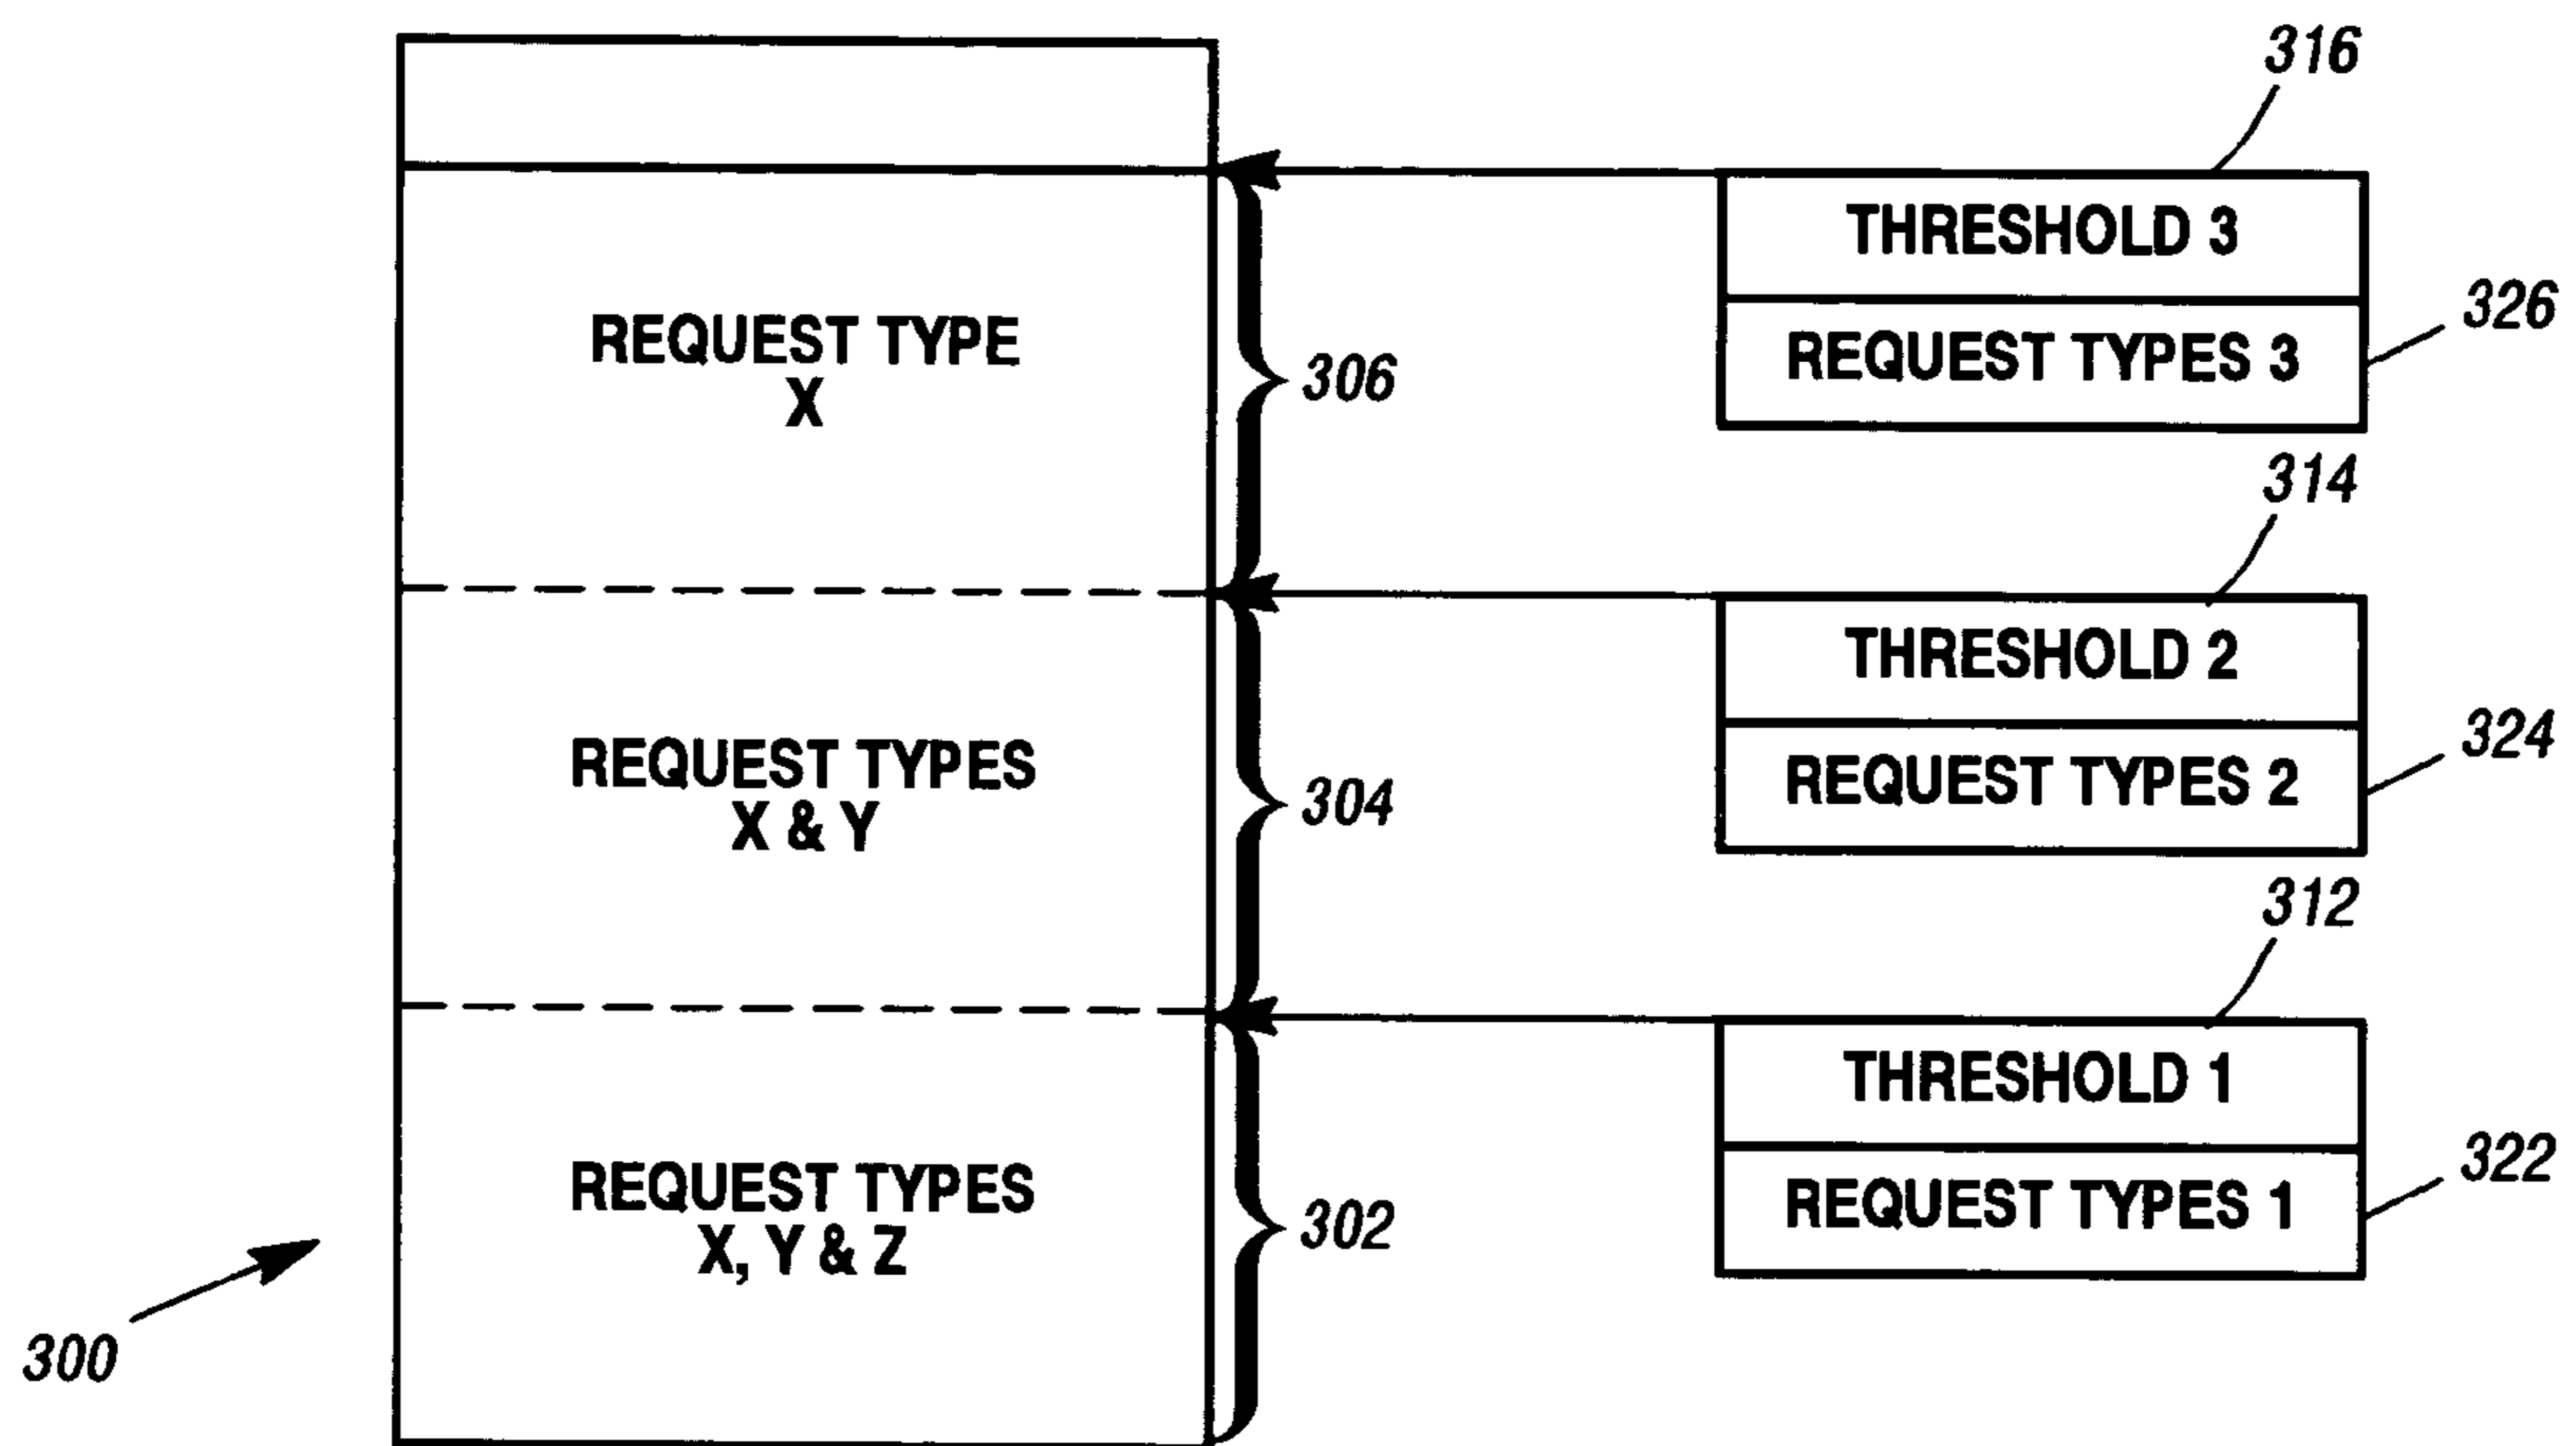 316
THRESHOLD 3
326
REQUEST TYPES 3
REQUEST TYPE
X
306
314
THRESHOLD 2
324
REQUEST TYPES 2
REQUEST TYPES
X & Y
304
312
THRESHOLD 1
322
REQUEST TYPES 1
REQUEST TYPES
X, Y & Z
302
300